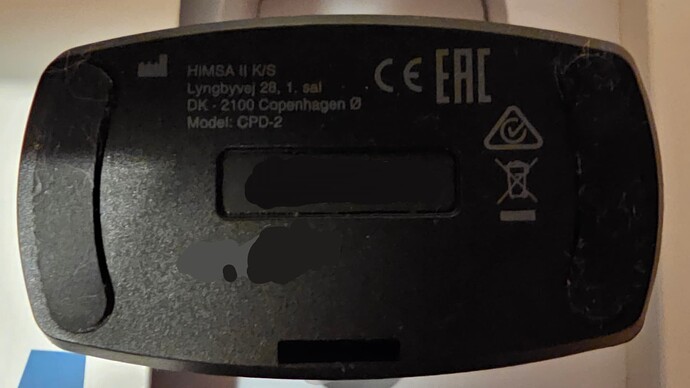 HIMSA II K/S
Lyngbyvej 28, 1. sal
DK - 2100 Copenhagen Ø
Model: CPD-2
CE
EAC